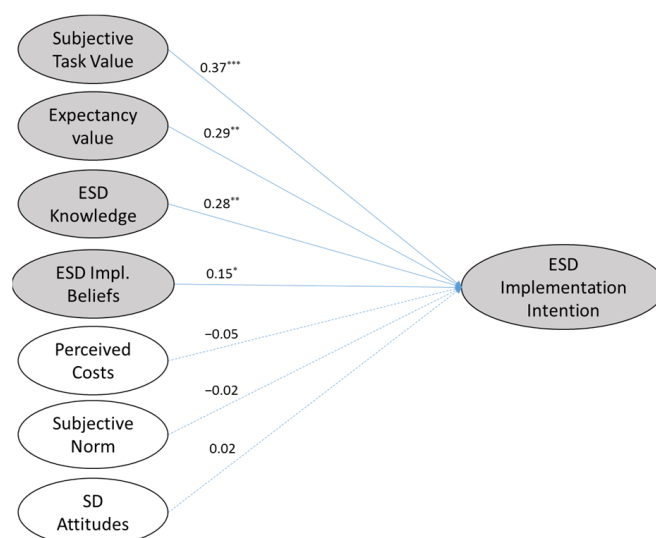 Subjective
Task Value
0.37***
Expectancy
value
0.29**
ESD
Knowledge
0.28**
ESD Impl.
Beliefs
0.15*
ESD
Implementation
Intention
Perceived
Costs
−0.05
Subjective
Norm
−0.02
SD
Attitudes
0.02